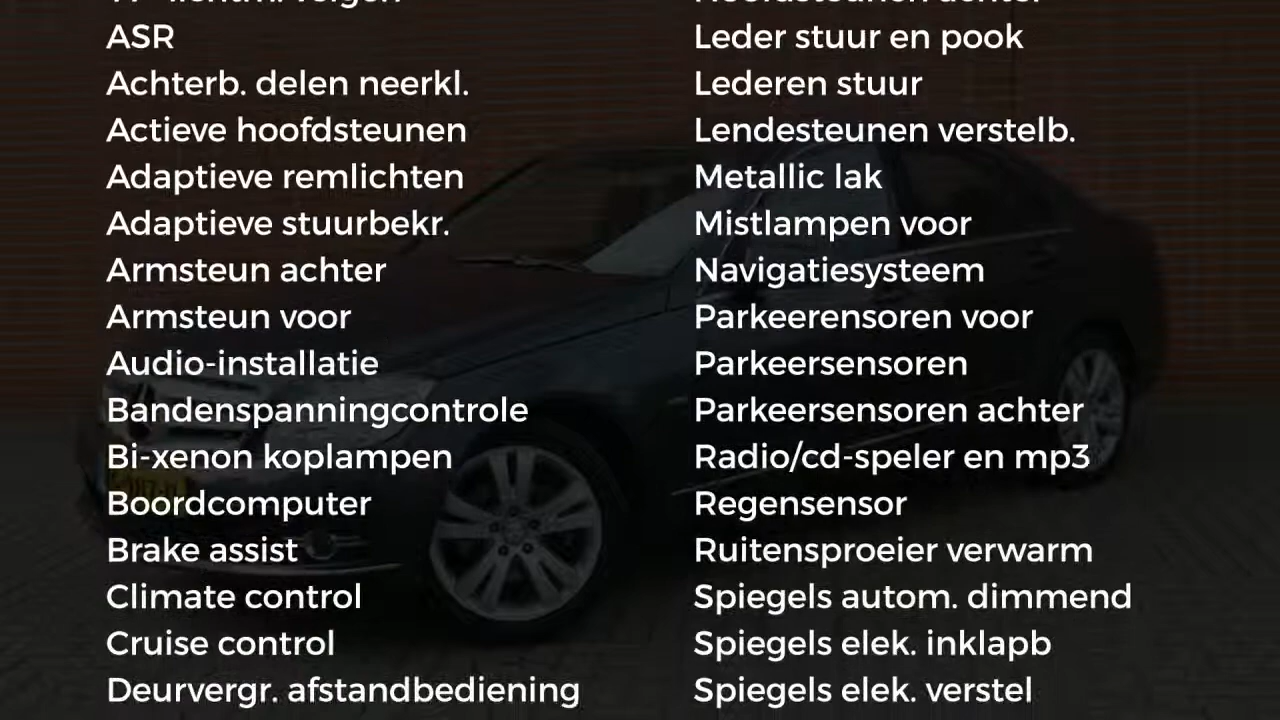 ASR
Achterb. delen neerkl.
Actieve hoofdsteunen
Adaptieve remlichten
Adaptieve stuurbekr.
Armsteun achter
Armsteun voor
Audio-installatie
Bandenspanningcontrole
Bi-xenon koplampen
Boordcomputer
Brake assist
Climate control
Cruise control
Deurvergr. afstandbediening
Leder stuur en pook
Lederen stuur
Lendesteunen verstelb.
Metallic lak
Mistlampen voor
Navigatiesysteem
Parkeerensoren voor
Parkeersensoren
Parkeersensoren achter
Radio/cd-speler en mp3
Regensensor
Ruitensproeier verwarm
Spiegels autom. dimmend
Spiegels elek. inklapb
Spiegels elek. verstel